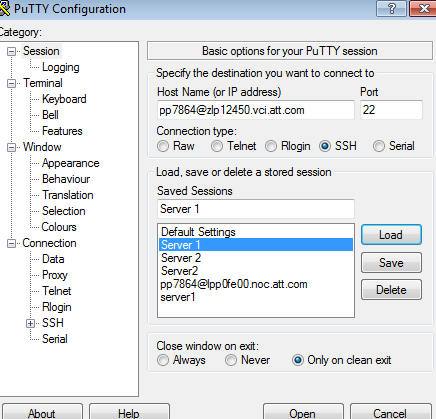 PuTTY Configuration
Category:
Session
Logging
Terminal
Keyboard
Bell
Features
Window
Appearance
Behaviour
Translation
Selection
Colours
Connection
Data
Proxy
Telnet
Rlogin
SSH
Serial
Basic options for your PuTTY session
Specify the destination you want to connect to
Host Name (or IP address) Port
pp7864@zlp12450.vci.att.com 22
Connection type:
Raw Telnet Rlogin SSH Serial
Load, save or delete a stored session
Saved Sessions
Server 1
Default Settings
Server 1
Server 2
Server2
pp7864@lpp0fe00.noc.att.com
server1
Load
Save
Delete
Close window on exit:
Always Never Only on clean exit
About Help Open Cancel